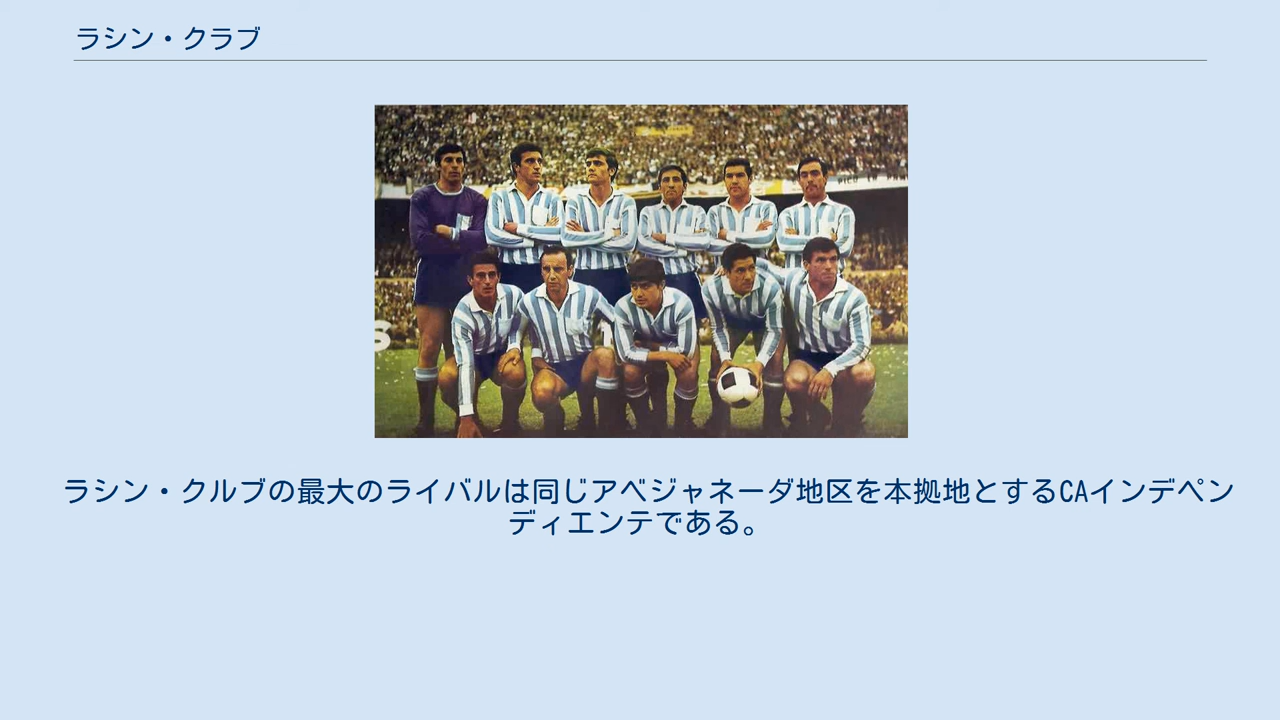 ラシン・クラブ
ラシン・クルブの最大のライバルは同じアベジャネーダ地区を本拠地とするCAインデペン
ディエンテである。